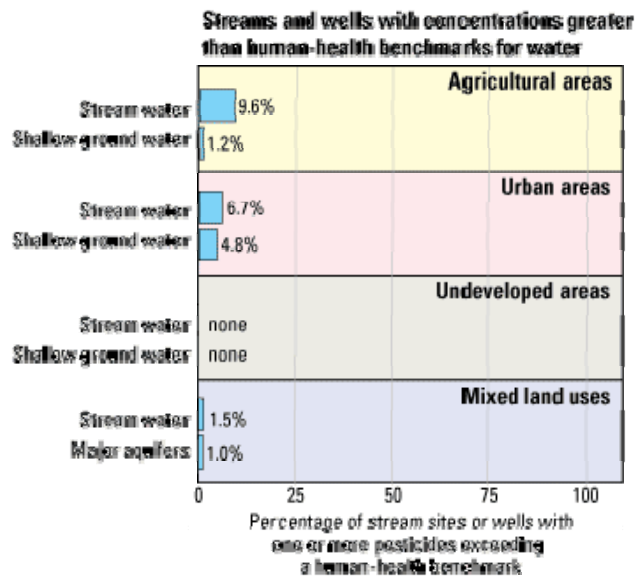 Streams and wells with concentrations greater
than human-health benchmarks for water
Agricultural areas
Stream water 9.6%
Shallow ground water 1.2%
Urban areas
Stream water 6.7%
Shallow ground water 4.8%
Undeveloped areas
Stream water none
Shallow ground water none
Mixed land uses
Stream water 1.5%
Major aquifers 1.0%
0 25 50 75 100
Percentage of stream sites or wells with
one or more pesticides exceeding
a human-health benchmark